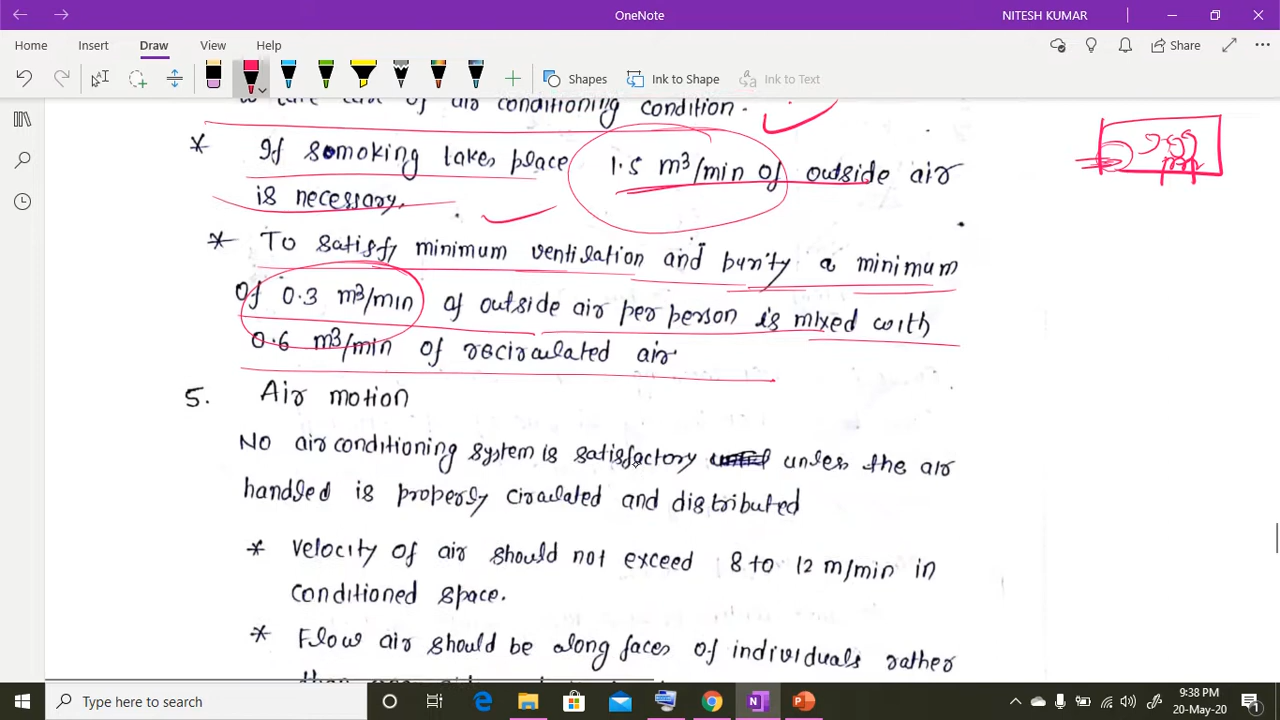 OneNote
NITESH KUMAR
Home Insert Draw View Help
Share
Shapes Ink to Shape Ink to Text
of air conditioning condition.
* If somoking takes place 1.5 m³/min of outside air
is necessary.
* To satisfy minimum ventilation and purity a minimum
Of 0.3 m³/min of outside air per person is mixed with
0.6 m³/min of recirculated air
5. Air motion
No air conditioning system is satisfactory unless the air
handled is properly circulated and distributed
* Velocity of air should not exceed 8 to 12 m/min in
Conditioned space.
* Flow air should be along faces of individuals rather
Type here to search
9:38 PM
20-May-20